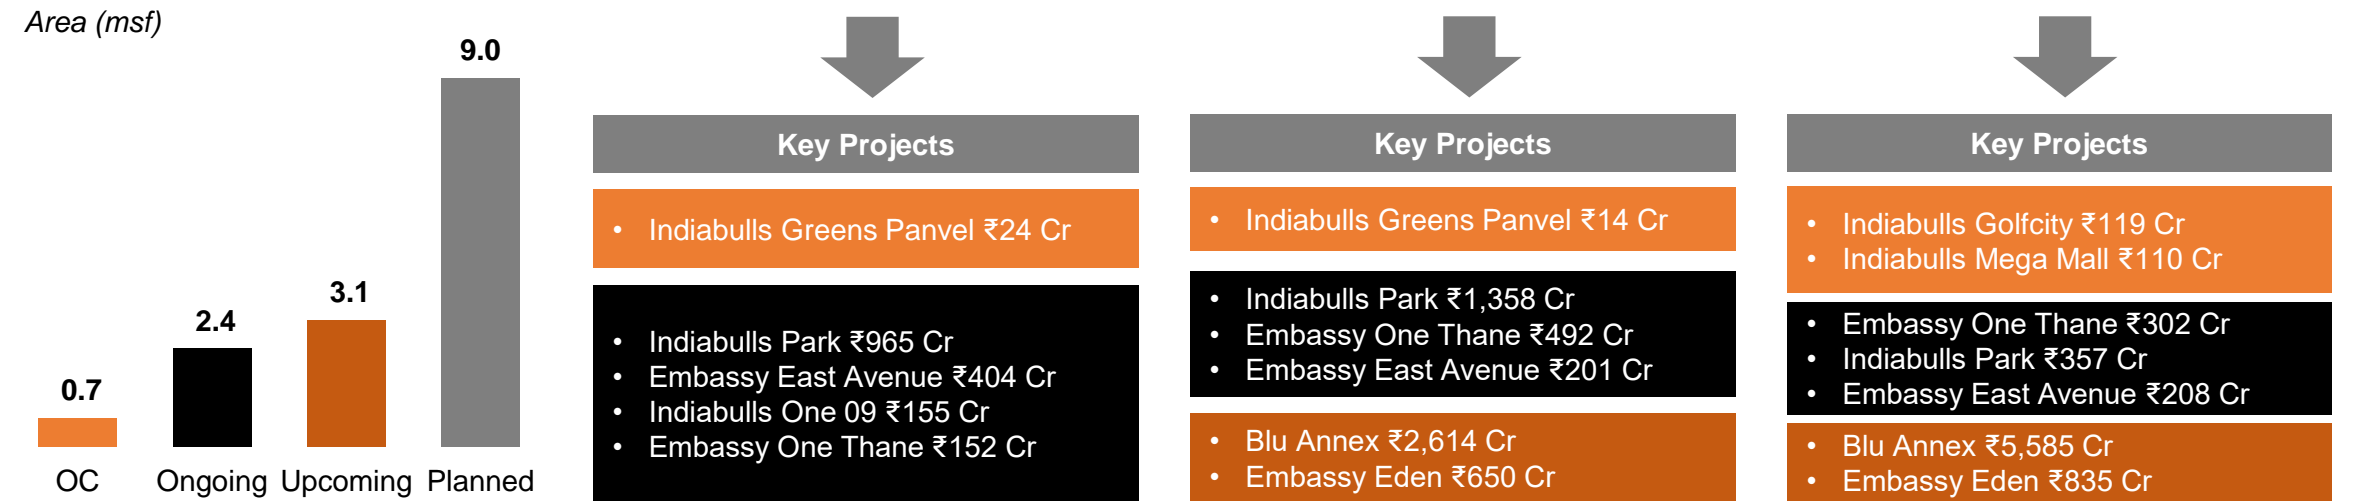 Area (msf)
9.0
3.1
2.4
0.7
OC
Ongoing
Upcoming
Planned
Key Projects
• Indiabulls Greens Panvel ₹24 Cr
• Indiabulls Park ₹965 Cr
• Embassy East Avenue ₹404 Cr
• Indiabulls One 09 ₹155 Cr
• Embassy One Thane ₹152 Cr
Key Projects
• Indiabulls Greens Panvel ₹14 Cr
• Indiabulls Park ₹1,358 Cr
• Embassy One Thane ₹492 Cr
• Embassy East Avenue ₹201 Cr
• Blu Annex ₹2,614 Cr
• Embassy Eden ₹650 Cr
Key Projects
• Indiabulls Golfcity ₹119 Cr
• Indiabulls Mega Mall ₹110 Cr
• Embassy One Thane ₹302 Cr
• Indiabulls Park ₹357 Cr
• Embassy East Avenue ₹208 Cr
• Blu Annex ₹5,585 Cr
• Embassy Eden ₹835 Cr